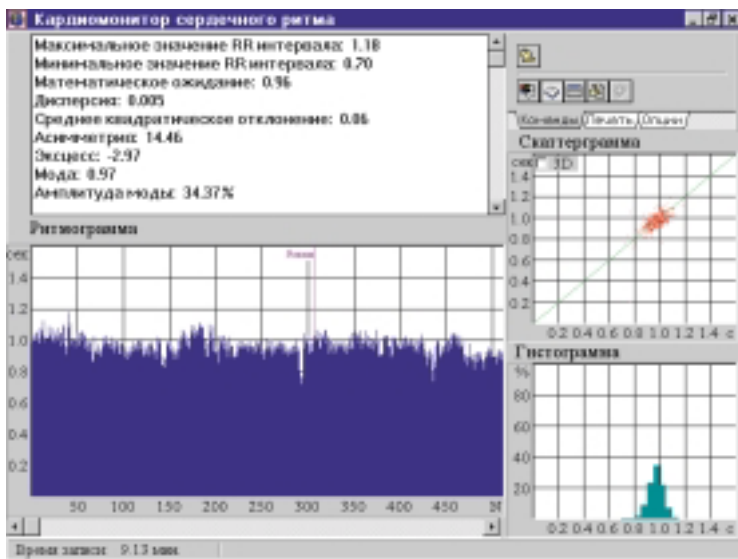 Кардиомонитор сердечного ритма
Максимальное значение RR интервала: 1.18
Минимальное значение RR интервала: 0.70
Математическое ожидание: 0.96
Дисперсия: 0.005
Среднее квадратическое отклонение: 0.06
Асимметрия: 14.46
Эксцесс: -2.97
Мода: 0.97
Амплитуда моды: 34.37%
Команды Печать Опции
Скаттерграмма
сек 3D
1.4
1.2
1.0
0.8
0.6
0.4
0.2
0.2 0.4 0.6 0.8 1.0 1.2 1.4 с
Ритмограмма
сек
1.4
1.2
1.0
0.8
0.6
0.4
0.2
50 100 150 200 250 300 350 400 450 N
Гистограмма
%
80
60
40
20
0.2 0.4 0.6 0.8 1.0 1.2 1.4 с
Время записи: 9.13 мин